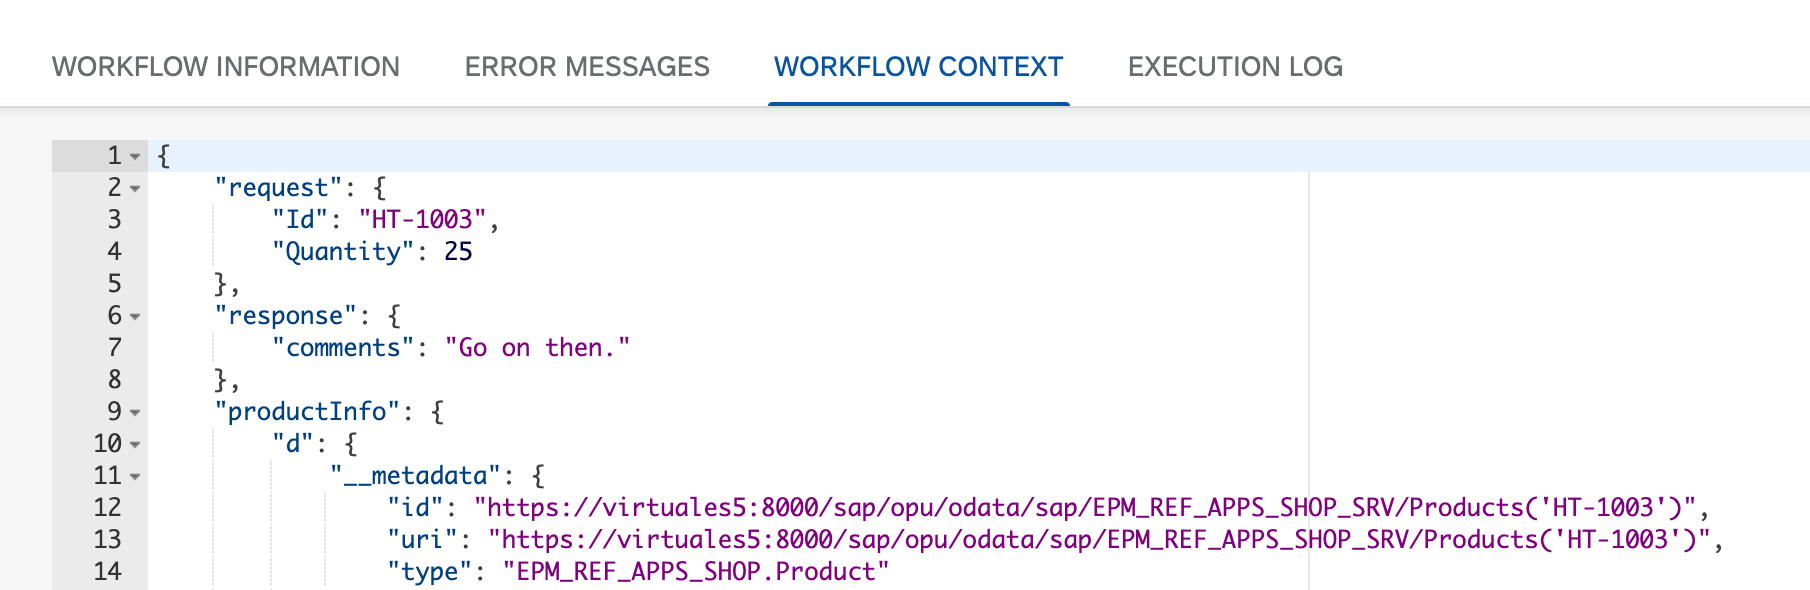 WORKFLOW INFORMATION ERROR MESSAGES WORKFLOW CONTEXT EXECUTION LOG
1 {
2 "request": {
3 "Id": "HT-1003",
4 "Quantity": 25
5 },
6 "response": {
7 "comments": "Go on then."
8 },
9 "productInfo": {
10 "d": {
11 "__metadata": {
12 "id": "https://virtuales5:8000/sap/opu/odata/sap/EPM_REF_APPS_SHOP_SRV/Products('HT-1003')",
13 "uri": "https://virtuales5:8000/sap/opu/odata/sap/EPM_REF_APPS_SHOP_SRV/Products('HT-1003')",
14 "type": "EPM_REF_APPS_SHOP.Product"